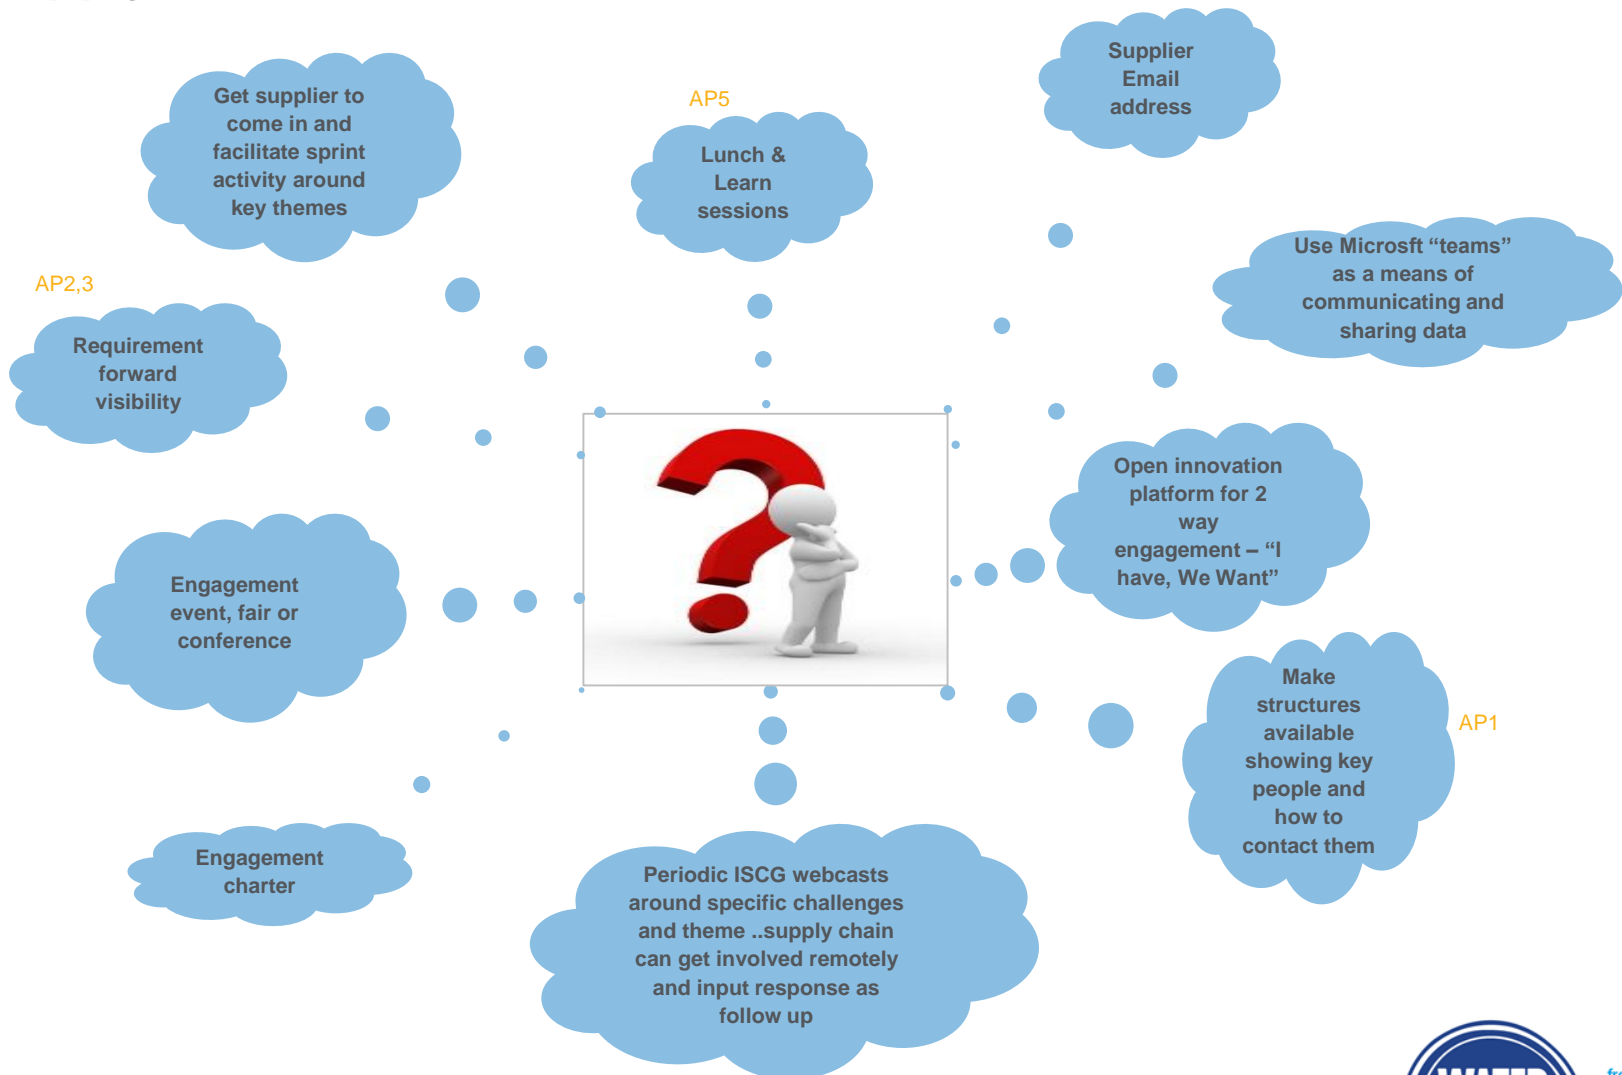 Supplier
Email
address
Get supplier to
come in and
facilitate sprint
activity around
key themes
AP5
Lunch &
Learn
sessions
Use Microsft “teams”
as a means of
communicating and
sharing data
AP2,3
Requirement
forward
visibility
Open innovation
platform for 2
way
engagement – “I
have, We Want”
Engagement
event, fair or
conference
Make
structures
available
showing key
people and
how to
contact them
AP1
Engagement
charter
Periodic ISCG webcasts
around specific challenges
and theme ..supply chain
can get involved remotely
and input response as
follow up